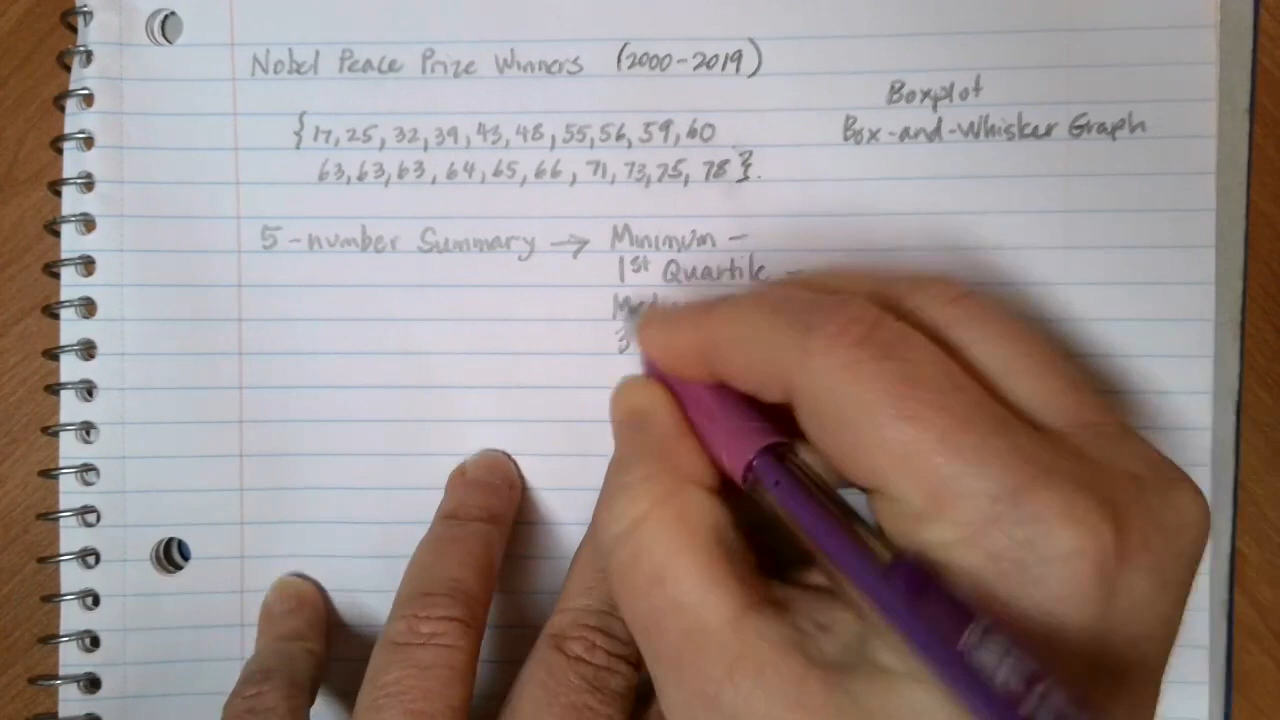 Nobel Peace Prize Winners (2000-2019)
Boxplot
Box-and-Whisker Graph
{17, 25, 32, 39, 43, 48, 55, 56, 59, 60
63, 63, 63, 64, 65, 66, 71, 73, 75, 78}.
5-number Summary → Minimum -
1st Quartile -
3